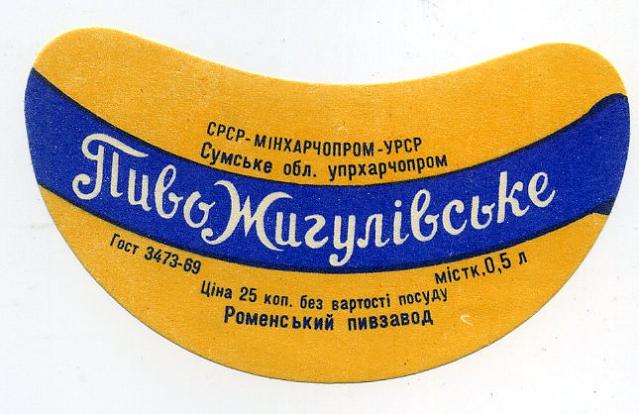 СРСР-МІНХАРЧОПРОМ-УРСР
Сумське обл. упрхарчопром
Пиво Жигулівське
Гост 3473-69
містк.0,5 л
Ціна 25 коп. без вартості посуду
Роменський пивзавод